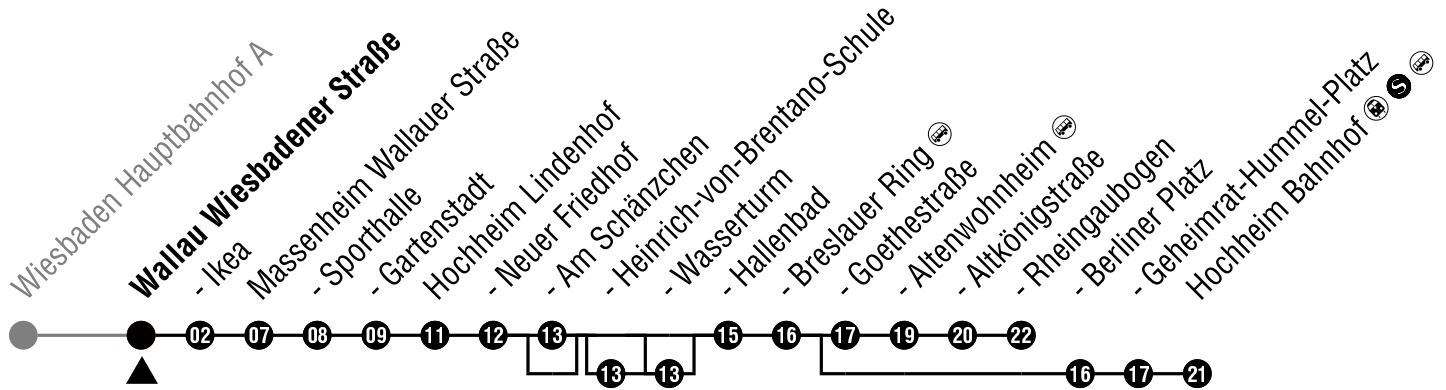 Wiesbaden Hauptbahnhof A
Wallau Wiesbadener Straße
- Ikea
Massenheim Wallauer Straße
- Sporthalle
- Gartenstadt
Hochheim Lindenhof
- Neuer Friedhof
- Am Schänzchen
- Heinrich-von-Brentano-Schule
- Wasserturm
- Hallenbad
- Breslauer Ring
- Goethestraße
- Altenwohnheim
- Altkönigstraße
- Rheingaubogen
- Berliner Platz
- Geheimrat-Hummel-Platz
Hochheim Bahnhof S
02 07 08 09 11 12 13 15 16 17 19 20 22
13 13 16 17 21